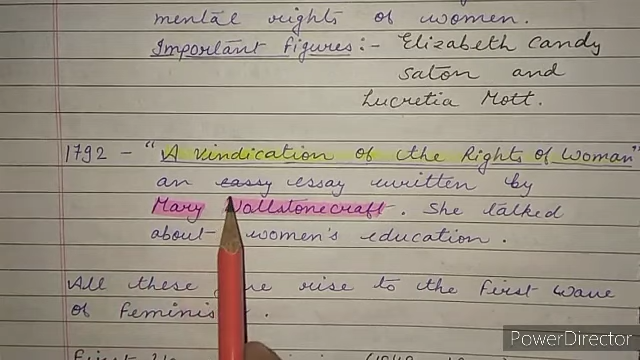 mental rights of women.
Important figures :- Elizabeth Candy
Saton and
Lucretia Mott.
1792 - "A vindication of the Rights of Woman"
an eassy essay written by
Mary Wallstonecraft. She talked
about women's education.
All these rise to the first wave
of feminis
PowerDirector